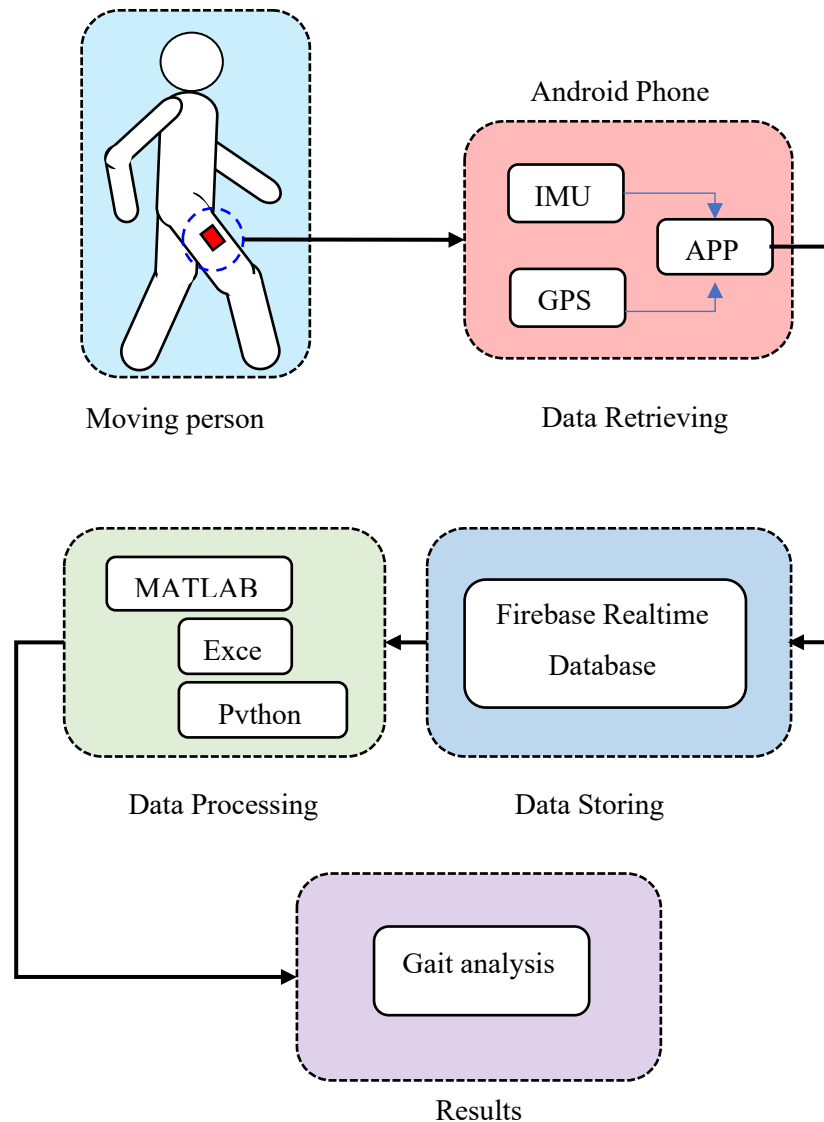 Android Phone
IMU
APP
GPS
Moving person
Data Retrieving
MATLAB
Exce
Python
Firebase Realtime
Database
Data Processing
Data Storing
Gait analysis
Results